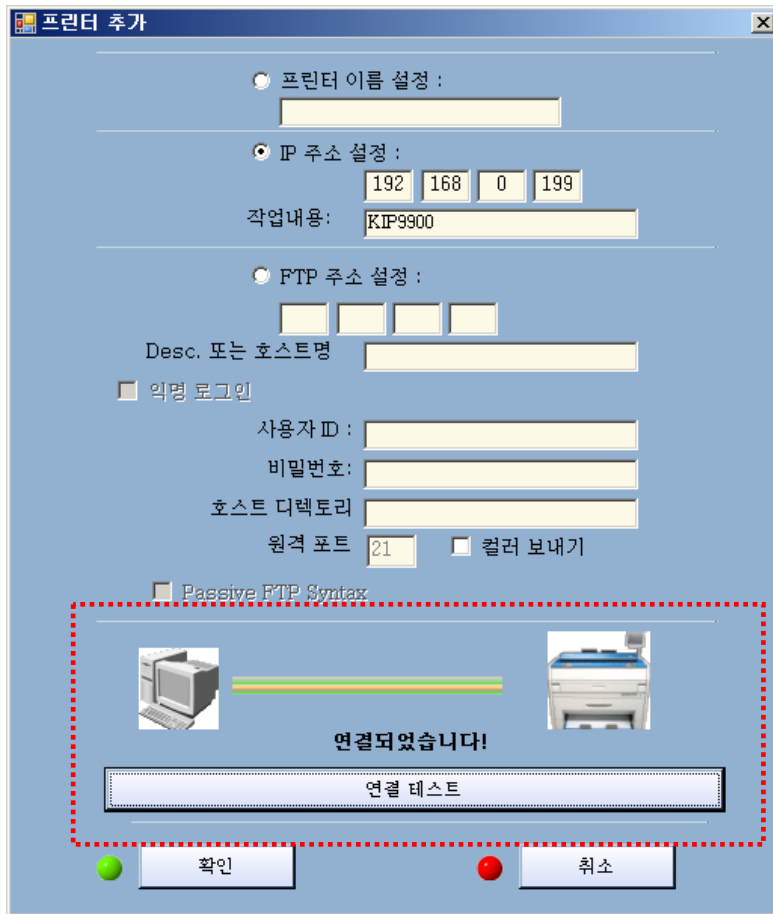 프린터 추가
프린터 이름 설정 :
IP 주소 설정 :
192 168 0 199
작업내용: KIP9900
FTP 주소 설정 :
Desc. 또는 호스트명
익명 로그인
사용자 ID :
비밀번호:
호스트 디렉토리
원격 포트 21 컬러 보내기
Passive FTP Syntax
연결되었습니다!
연결 테스트
확인 취소